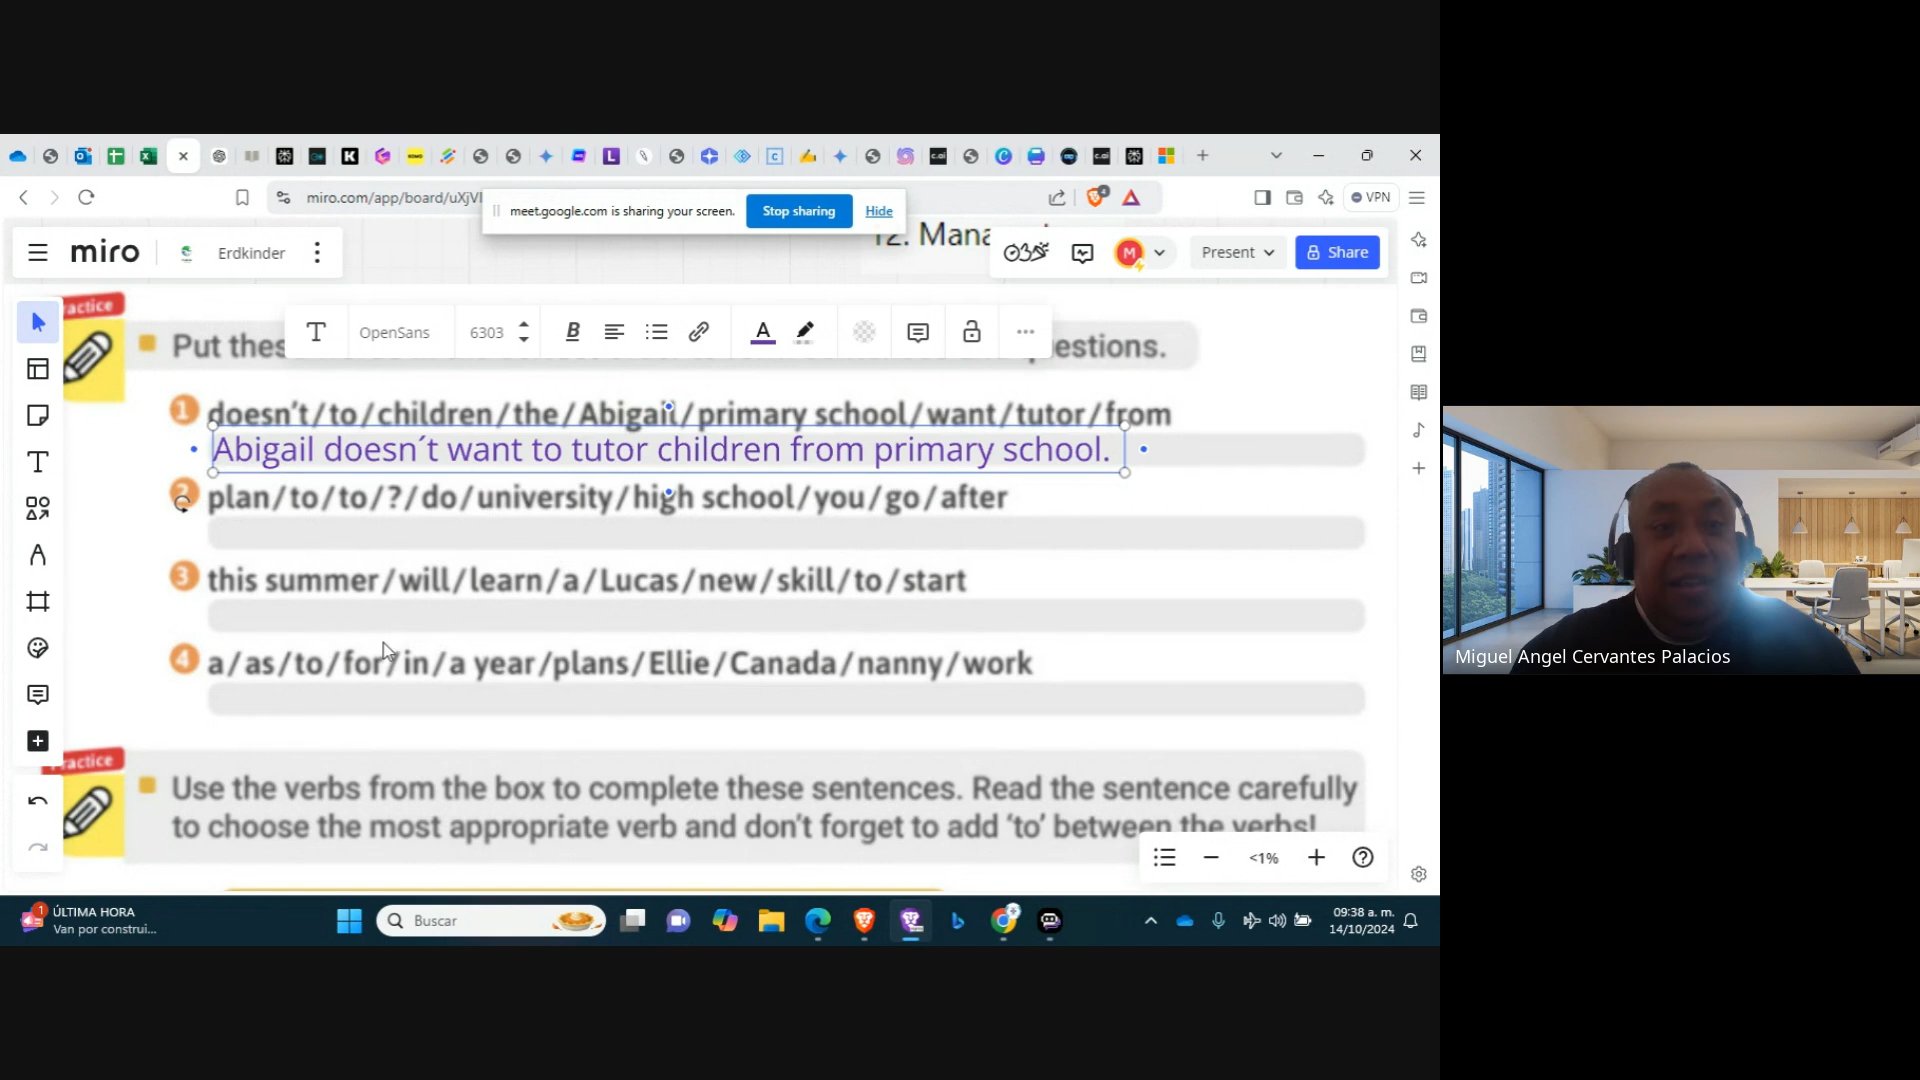 miro.com/app/board/uXjVI
meet.google.com is sharing your screen.
Stop sharing
Hide
VPN
miro
Erdkinder
12. Mana
M
Present
Share
OpenSans
6303
B
A
Practice
Put thes
estions.
1 doesn't/to/children/the/Abigail/primary school/want/tutor/from
Abigail doesn´t want to tutor children from primary school.
2 plan/to/to/?/do/university/high school/you/go/after
3 this summer/will/learn/a/Lucas/new/skill/to/start
4 a/as/to/for/in/a year/plans/Ellie/Canada/nanny/work
Practice
Use the verbs from the box to complete these sentences. Read the sentence carefully
to choose the most appropriate verb and don't forget to add 'to' between the verbs!
<1%
Miguel Angel Cervantes Palacios
1
ÚLTIMA HORA
Van por construi...
Buscar
09:38 a. m.
14/10/2024